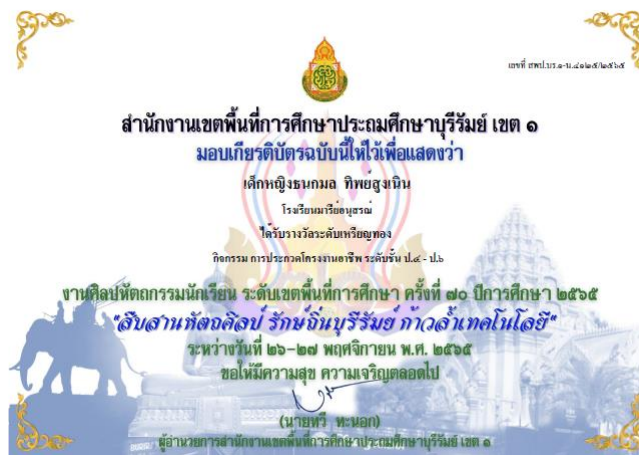 เลขที่ สพป.บร.๑-น.๔๑๒๕/๒๕๖๕
สำนักงานเขตพื้นที่การศึกษาประถมศึกษาบุรีรัมย์ เขต ๑
มอบเกียรติบัตรฉบับนี้ให้ไว้เพื่อแสดงว่า
เด็กหญิงธนกมล ทิพย์สูงเนิน
โรงเรียนมารีย์อนุสรณ์
ได้รับรางวัลระดับเหรียญทอง
กิจกรรม การประกวดโครงงานอาชีพ ระดับชั้น ป.๔ - ป.๖
งานศิลปหัตถกรรมนักเรียน ระดับเขตพื้นที่การศึกษา ครั้งที่ ๗๐ ปีการศึกษา ๒๕๖๕
"สืบสานหัตถศิลป์ รักษ์ถิ่นบุรีรัมย์ ก้าวล้ำเทคโนโลยี"
ระหว่างวันที่ ๒๖-๒๗ พฤศจิกายน พ.ศ. ๒๕๖๕
ขอให้มีความสุข ความเจริญตลอดไป
(นายทวี ทะนอก)
ผู้อำนวยการสำนักงานเขตพื้นที่การศึกษาประถมศึกษาบุรีรัมย์ เขต ๑